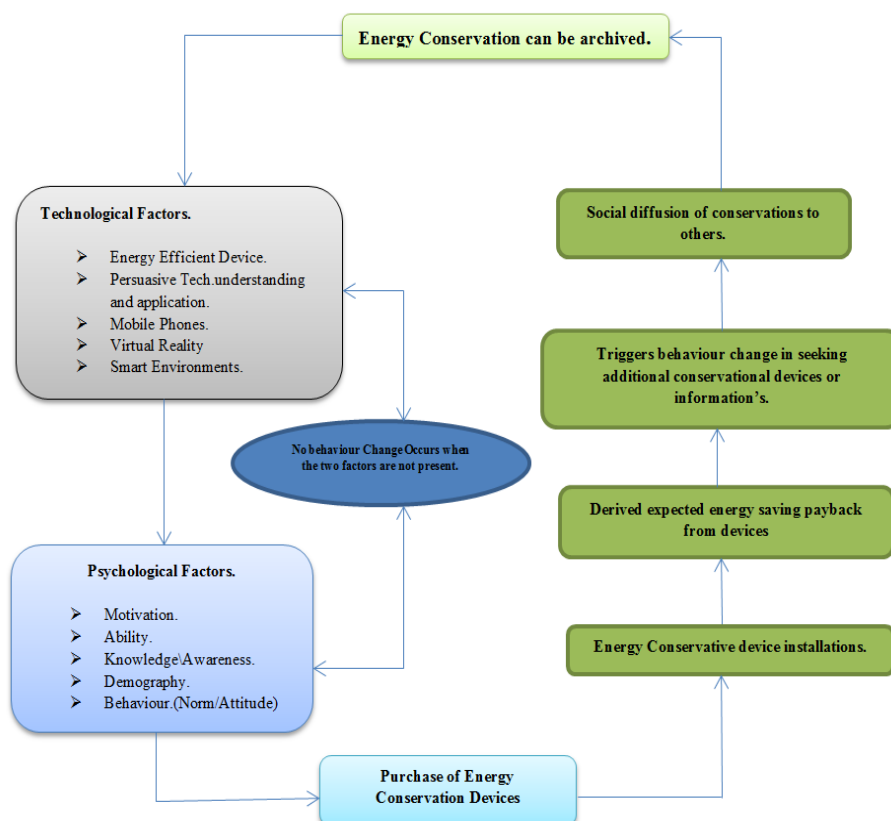 Energy Conservation can be archived.
Technological Factors.
➢ Energy Efficient Device.
➢ Persuasive Tech.understanding
and application.
➢ Mobile Phones.
➢ Virtual Reality
➢ Smart Environments.
No behaviour Change Occurs when
the two factors are not present.
Psychological Factors.
➢ Motivation.
➢ Ability.
➢ Knowledge\Awareness.
➢ Demography.
➢ Behaviour.(Norm/Attitude)
Purchase of Energy
Conservation Devices
Energy Conservative device installations.
Derived expected energy saving payback
from devices
Triggers behaviour change in seeking
additional conservational devices or
information’s.
Social diffusion of conservations to
others.